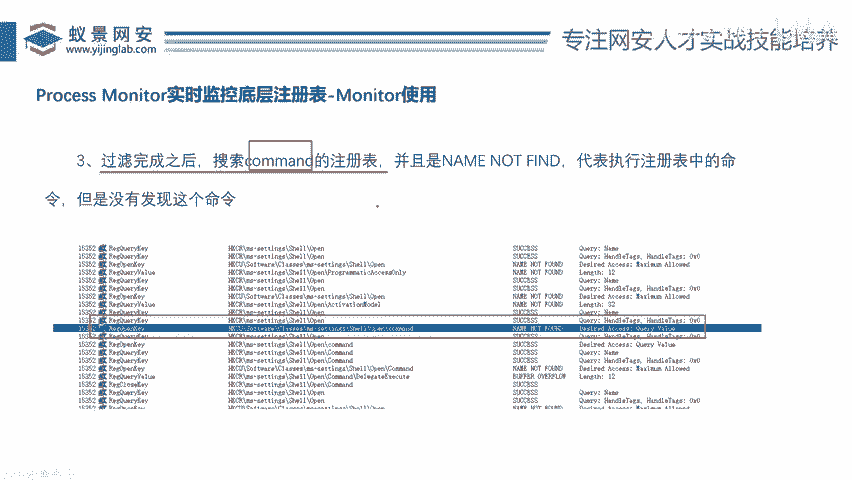 蚁景网安
www.yijinglab.com
专注网安人才实战技能培养
Process Monitor实时监控底层注册表-Monitor使用
3、过滤完成之后，搜索command的注册表，并且是NAME NOT FIND，代表执行注册表中的命
令，但是没有发现这个命令
15352 RegQueryKey HKCR\ms-settings\Shell\Open SUCCESS Query: Name
15352 RegQueryKey HKCR\ms-settings\Shell\Open SUCCESS Query: HandleTags, HandleTags: 0x0
15352 RegOpenKey HKCU\Software\Classes\ms-settings\Shell\Open NAME NOT FOUND Desired Access: Maximum Allowed
15352 RegQueryValue HKCR\ms-settings\Shell\Open\ProgrammaticAccessOnly NAME NOT FOUND Length: 12
15352 RegQueryKey HKCR\ms-settings\Shell\Open SUCCESS Query: Name
15352 RegQueryKey HKCR\ms-settings\Shell\Open SUCCESS Query: HandleTags, HandleTags: 0x0
15352 RegOpenKey HKCU\Software\Classes\ms-settings\Shell\Open NAME NOT FOUND Desired Access: Maximum Allowed
15352 RegQueryValue HKCR\ms-settings\Shell\Open\ActivationModel NAME NOT FOUND Length: 32
15352 RegQueryKey HKCR\ms-settings\Shell\Open SUCCESS Query: Name
15352 RegQueryKey HKCR\ms-settings\Shell\Open SUCCESS Query: HandleTags, HandleTags: 0x0
15352 RegOpenKey HKCU\Software\Classes\ms-settings\Shell\Open\command NAME NOT FOUND Desired Access: Query Value
15352 RegQueryKey SUCCESS Query: HandleTags, HandleTags: 0x0
15352 RegOpenKey HKCR\ms-settings\Shell\Open\command SUCCESS Desired Access: Query Value
15352 RegQueryKey HKCR\ms-settings\Shell\Open\Command SUCCESS Query: Name
15352 RegQueryKey HKCR\ms-settings\Shell\Open\Command SUCCESS Query: HandleTags, HandleTags: 0x0
15352 RegOpenKey HKCU\Software\Classes\ms-settings\Shell\Open\Command NAME NOT FOUND Desired Access: Maximum Allowed
15352 RegQueryValue HKCR\ms-settings\Shell\Open\Command\DelegateExecute BUFFER OVERFLOW Length: 12
15352 RegCloseKey HKCR\ms-settings\Shell\Open\Command SUCCESS
15352 RegQueryKey HKCR\ms-settings\Shell\Open SUCCESS Query: Name
15352 RegQueryKey HKCR\ms-settings\Shell\Open SUCCESS Query: HandleTags, HandleTags: 0x0
15352 RegOpenKey HKCU\Software\Classes\ms-settings\Shell\Open NAME NOT FOUND Desired Access: Maximum Allowed